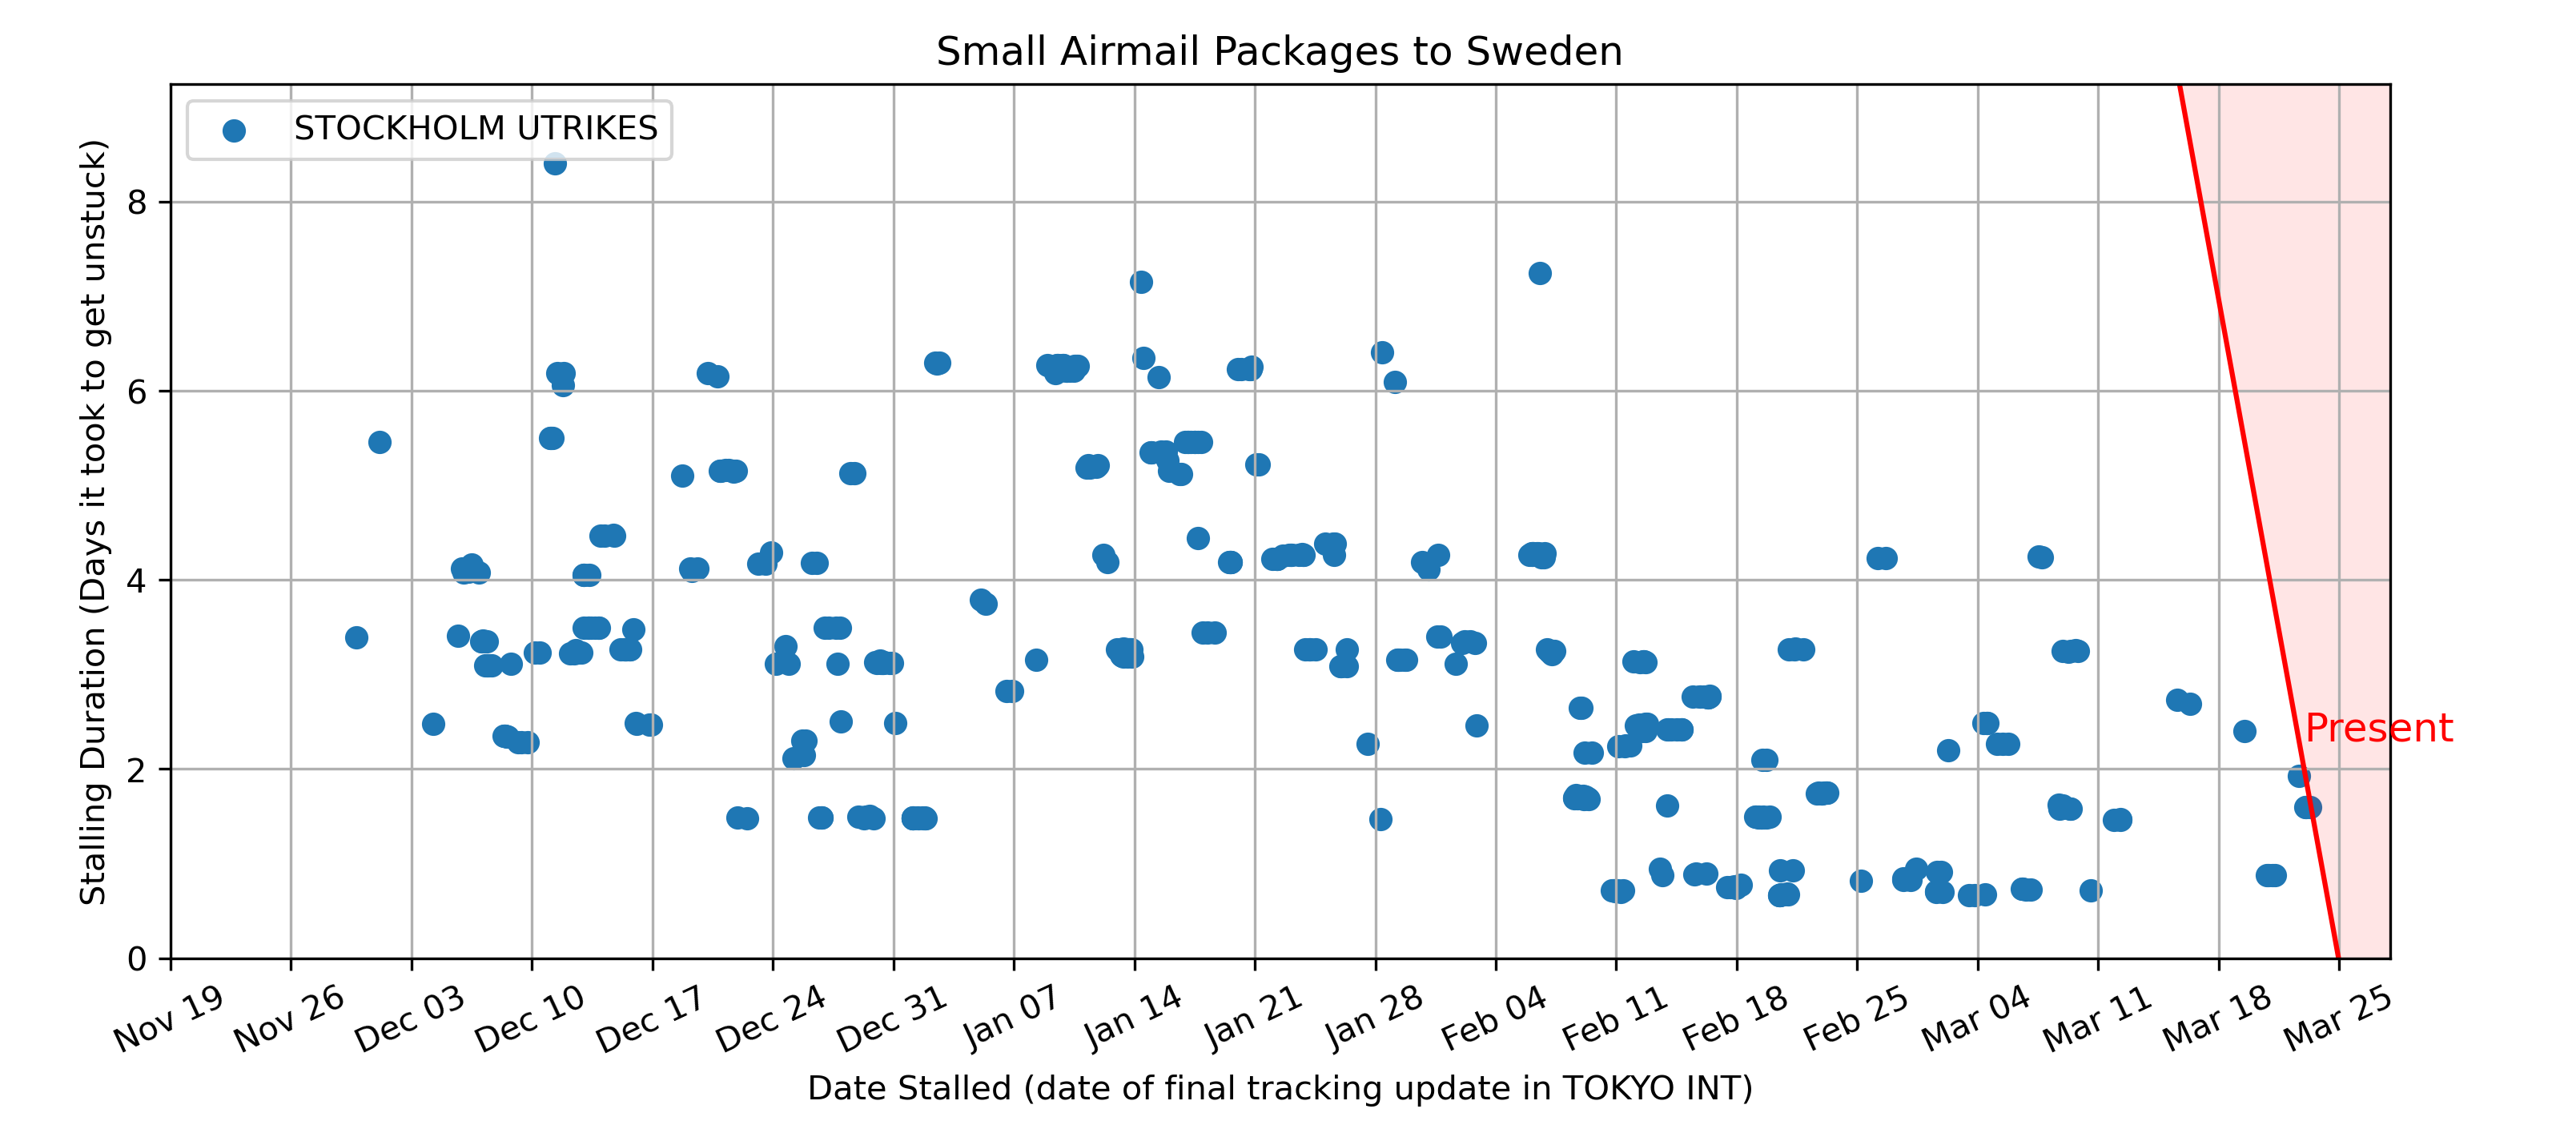 Small Airmail Packages to Sweden
STOCKHOLM UTRIKES
Stalling Duration (Days it took to get unstuck)
8
6
4
2
0
Present
Nov 19
Nov 26
Dec 03
Dec 10
Dec 17
Dec 24
Dec 31
Jan 07
Jan 14
Jan 21
Jan 28
Feb 04
Feb 11
Feb 18
Feb 25
Mar 04
Mar 11
Mar 18
Mar 25
Date Stalled (date of final tracking update in TOKYO INT)